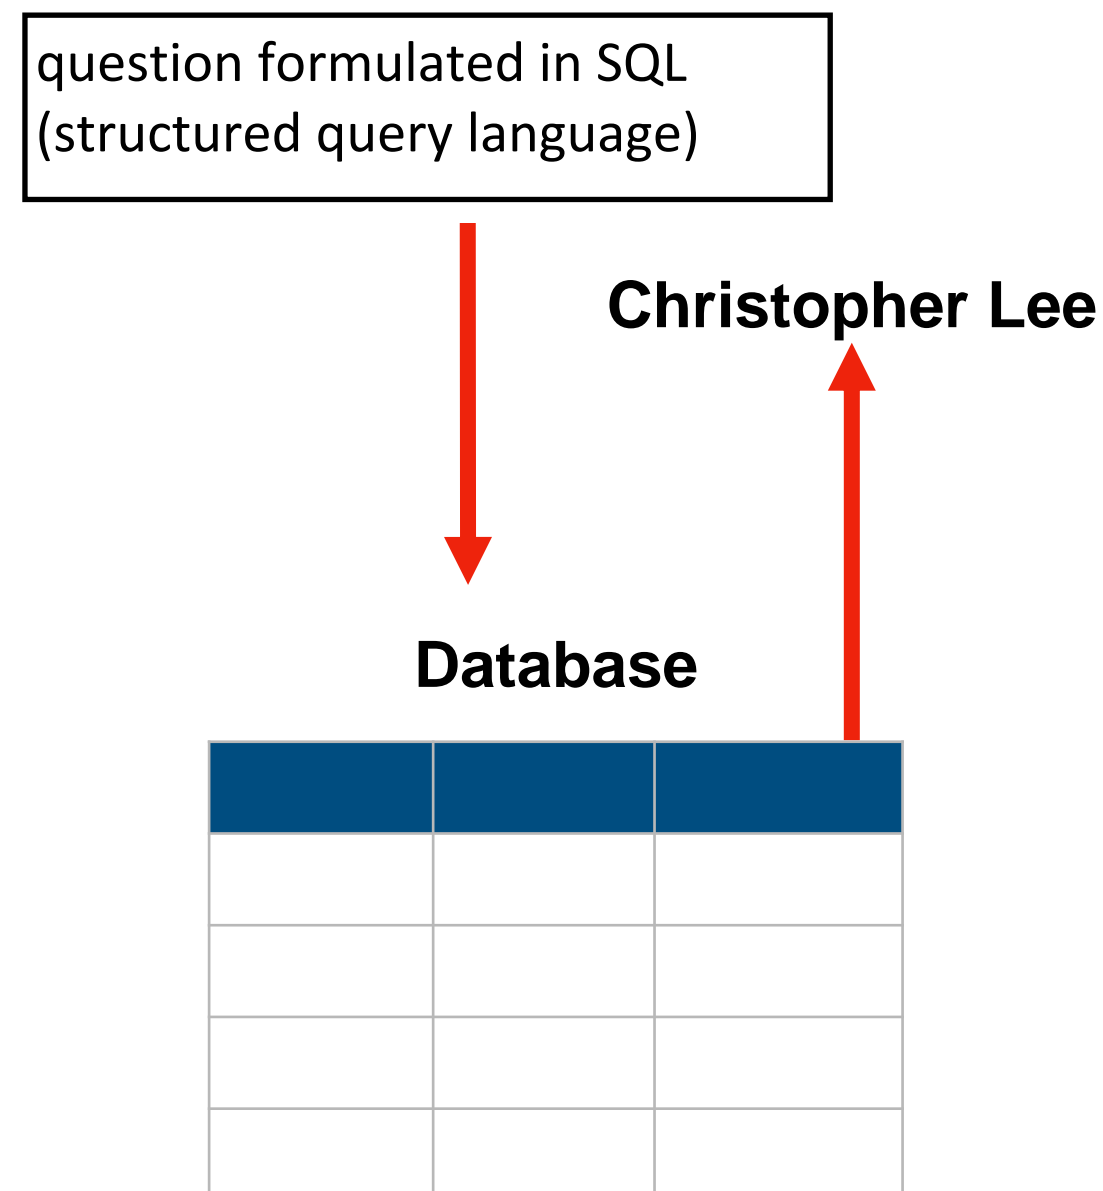 question formulated in SQL
(structured query language)
Christopher Lee
Database